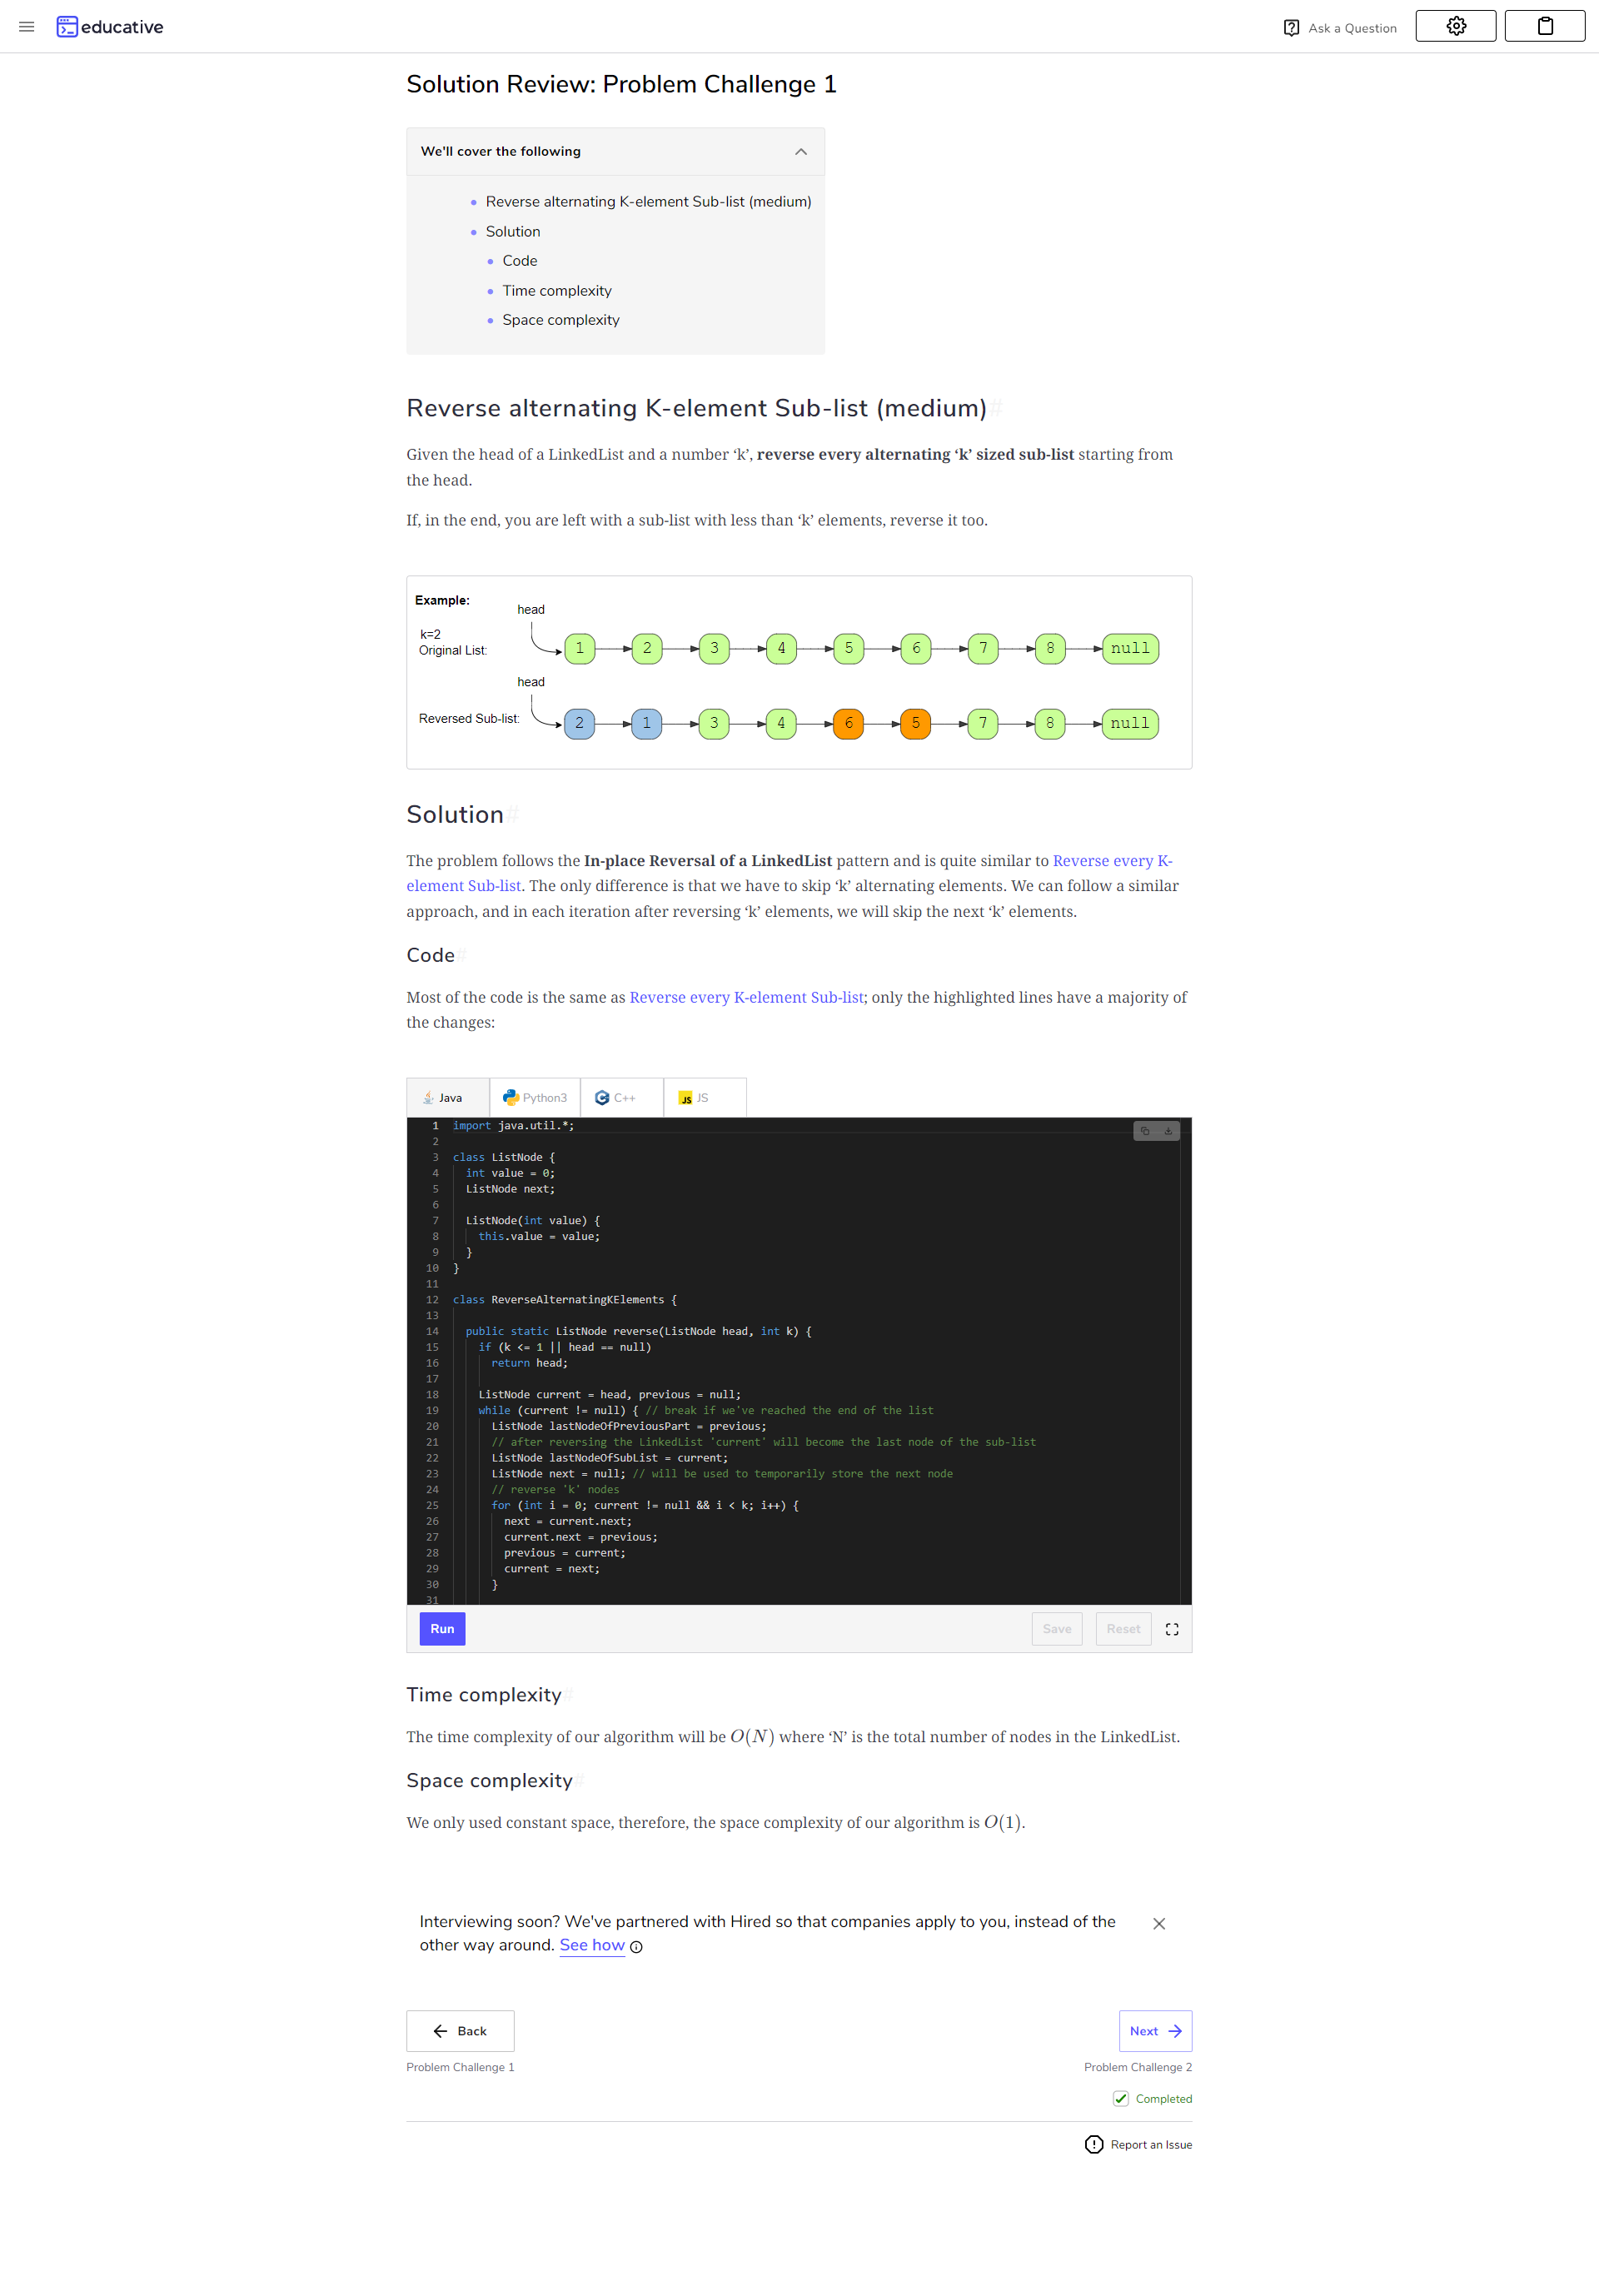 educative
Ask a Question
Solution Review: Problem Challenge 1
We'll cover the following
Reverse alternating K-element Sub-list (medium)
Solution
Code
Time complexity
Space complexity
Reverse alternating K-element Sub-list (medium)#
Given the head of a LinkedList and a number ‘k’, reverse every alternating ‘k’ sized sub-list starting from
the head.
If, in the end, you are left with a sub-list with less than ‘k’ elements, reverse it too.
Example:
head
k=2
Original List:
1 2 3 4 5 6 7 8 null
head
Reversed Sub-list:
2 1 3 4 6 5 7 8 null
Solution#
The problem follows the In-place Reversal of a LinkedList pattern and is quite similar to Reverse every K-
element Sub-list. The only difference is that we have to skip ‘k’ alternating elements. We can follow a similar
approach, and in each iteration after reversing ‘k’ elements, we will skip the next ‘k’ elements.
Code#
Most of the code is the same as Reverse every K-element Sub-list; only the highlighted lines have a majority of
the changes:
Java Python3 C++ JS JS
1 import java.util.*;
2
3 class ListNode {
4 int value = 0;
5 ListNode next;
6
7 ListNode(int value) {
8 this.value = value;
9 }
10 }
11
12 class ReverseAlternatingKElements {
13
14 public static ListNode reverse(ListNode head, int k) {
15 if (k <= 1 || head == null)
16 return head;
17
18 ListNode current = head, previous = null;
19 while (current != null) { // break if we've reached the end of the list
20 ListNode lastNodeOfPreviousPart = previous;
21 // after reversing the LinkedList 'current' will become the last node of the sub-list
22 ListNode lastNodeOfSubList = current;
23 ListNode next = null; // will be used to temporarily store the next node
24 // reverse 'k' nodes
25 for (int i = 0; current != null && i < k; i++) {
26 next = current.next;
27 current.next = previous;
28 previous = current;
29 current = next;
30 }
31
Run Save Reset
Time complexity#
The time complexity of our algorithm will be O(N) where ‘N’ is the total number of nodes in the LinkedList.
Space complexity#
We only used constant space, therefore, the space complexity of our algorithm is O(1).
Interviewing soon? We've partnered with Hired so that companies apply to you, instead of the
other way around. See how
Back Next
Problem Challenge 1 Problem Challenge 2
Completed
Report an Issue